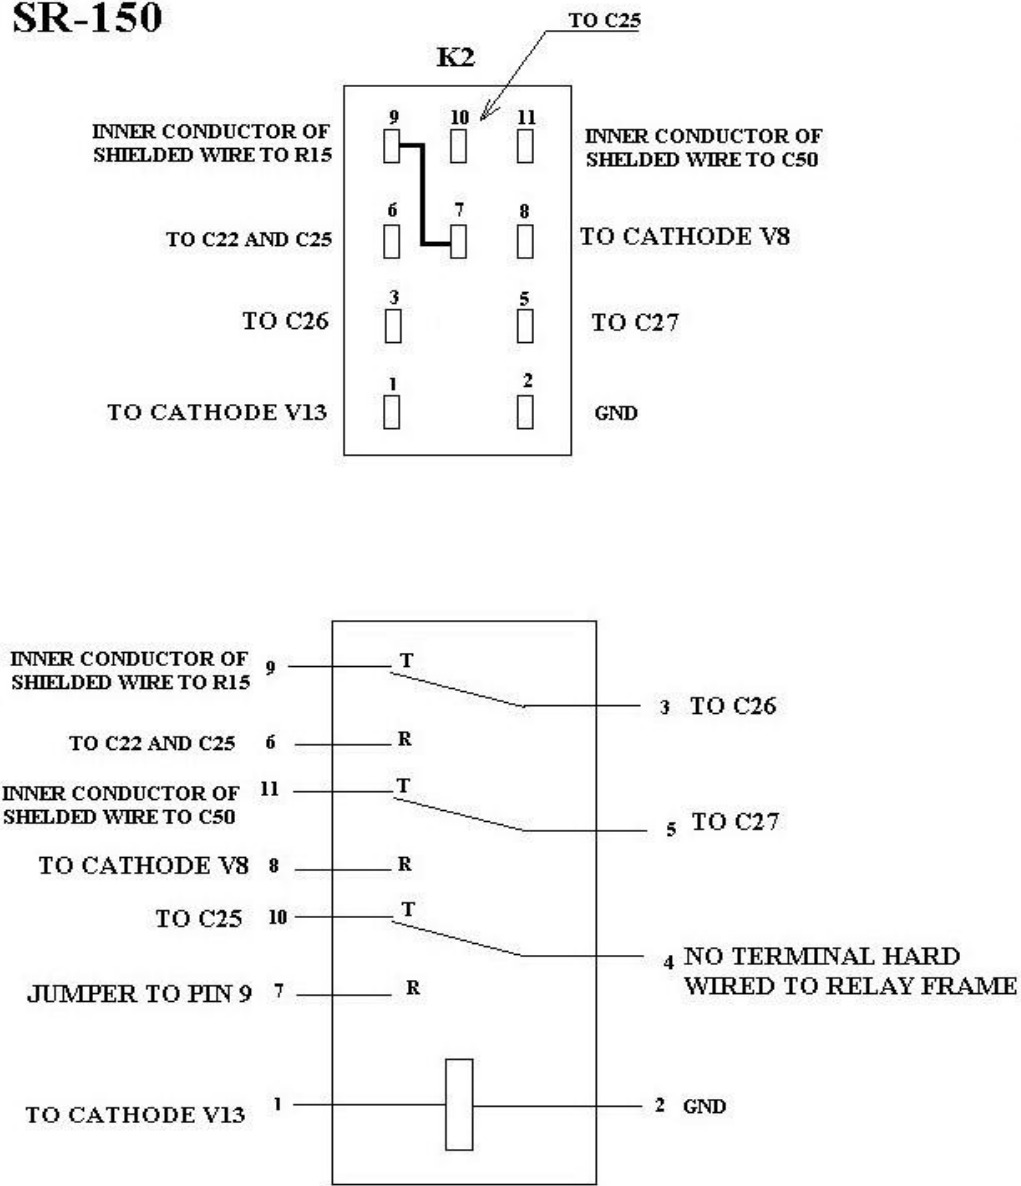 SR-150
TO C25
K2
9 10 11
INNER CONDUCTOR OF
SHIELDED WIRE TO R15
INNER CONDUCTOR OF
SHIELDED WIRE TO C50
6 7 8
TO C22 AND C25
TO CATHODE V8
3 5
TO C26
TO C27
1 2
TO CATHODE V13
GND
INNER CONDUCTOR OF
SHIELDED WIRE TO R15
9
T
3 TO C26
TO C22 AND C25 6
R
INNER CONDUCTOR OF
SHELDED WIRE TO C50
11
T
5 TO C27
TO CATHODE V8 8
R
TO C25 10
T
4 NO TERMINAL HARD
WIRED TO RELAY FRAME
JUMPER TO PIN 9 7
R
TO CATHODE V13 1
2 GND